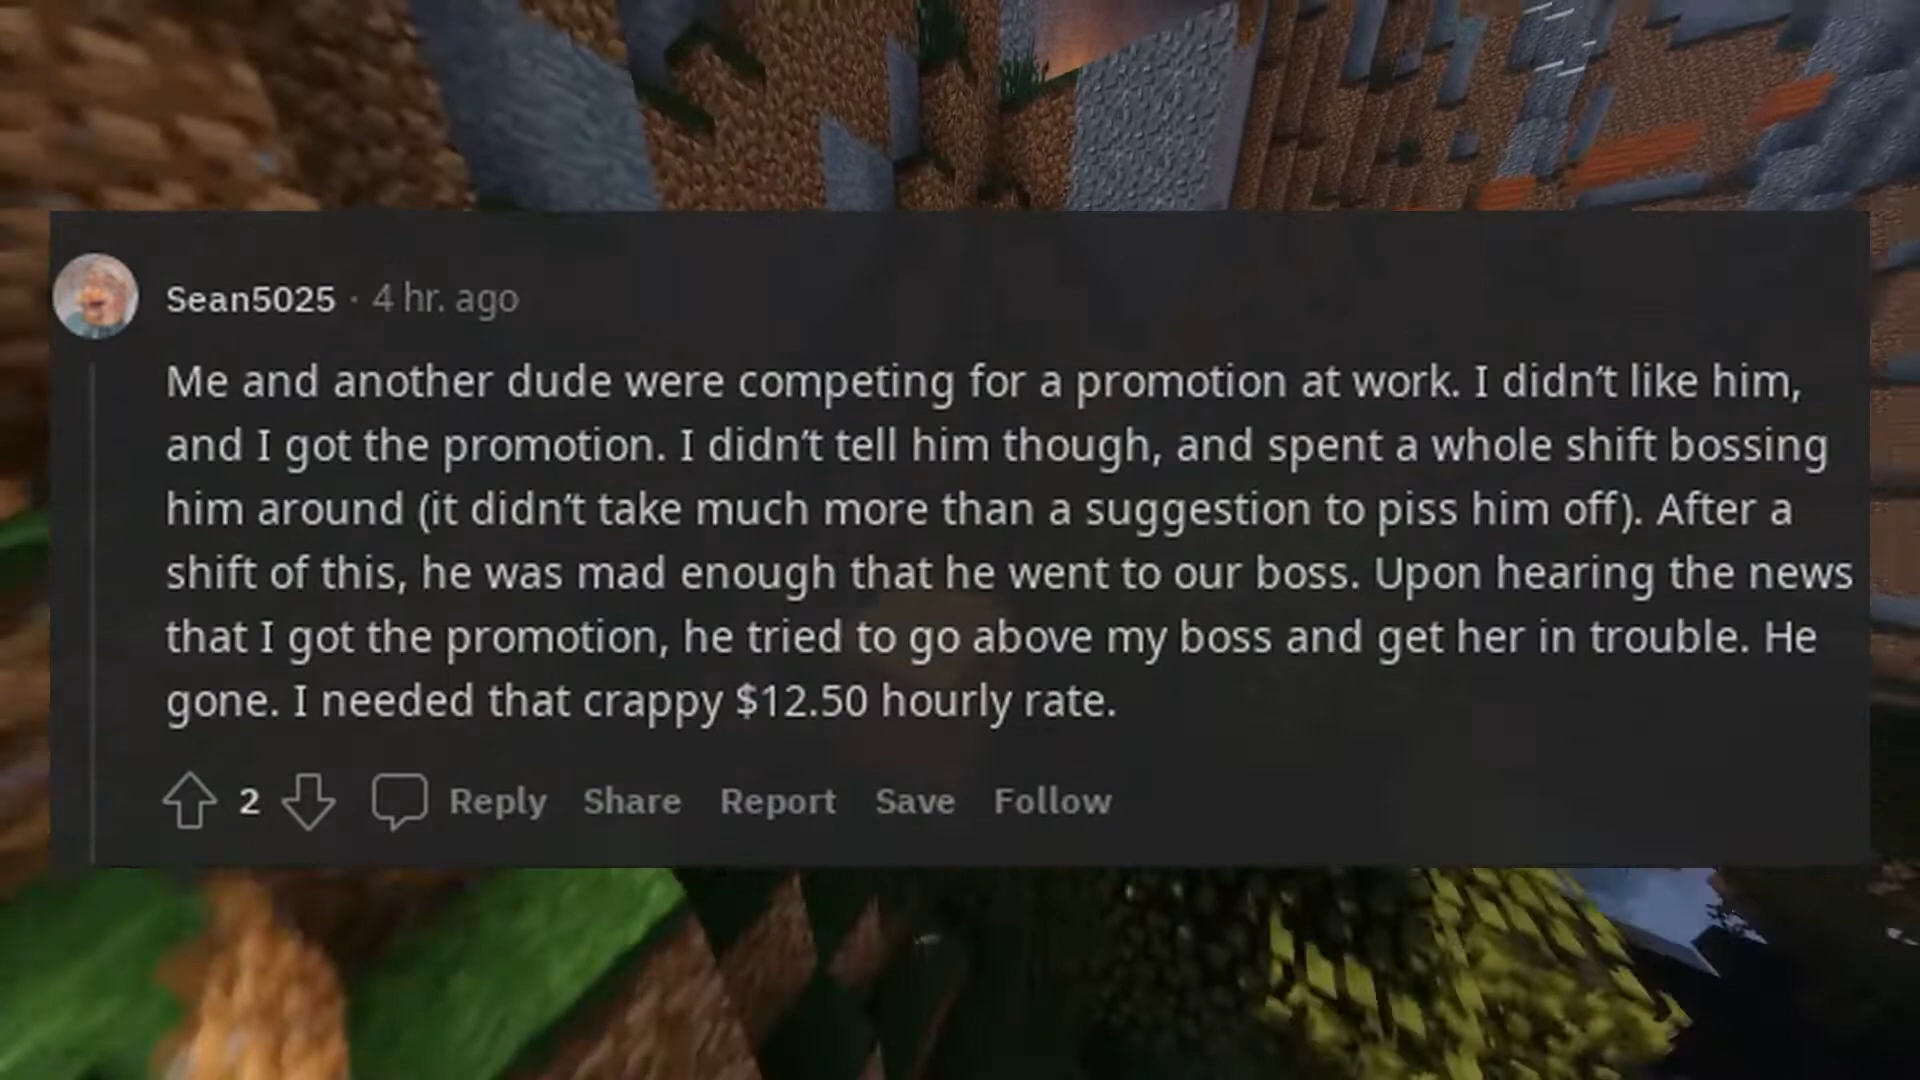 Sean5025 · 4 hr. ago
Me and another dude were competing for a promotion at work. I didn't like him,
and I got the promotion. I didn't tell him though, and spent a whole shift bossing
him around (it didn't take much more than a suggestion to piss him off). After a
shift of this, he was mad enough that he went to our boss. Upon hearing the news
that I got the promotion, he tried to go above my boss and get her in trouble. He
gone. I needed that crappy $12.50 hourly rate.
2 Reply Share Report Save Follow